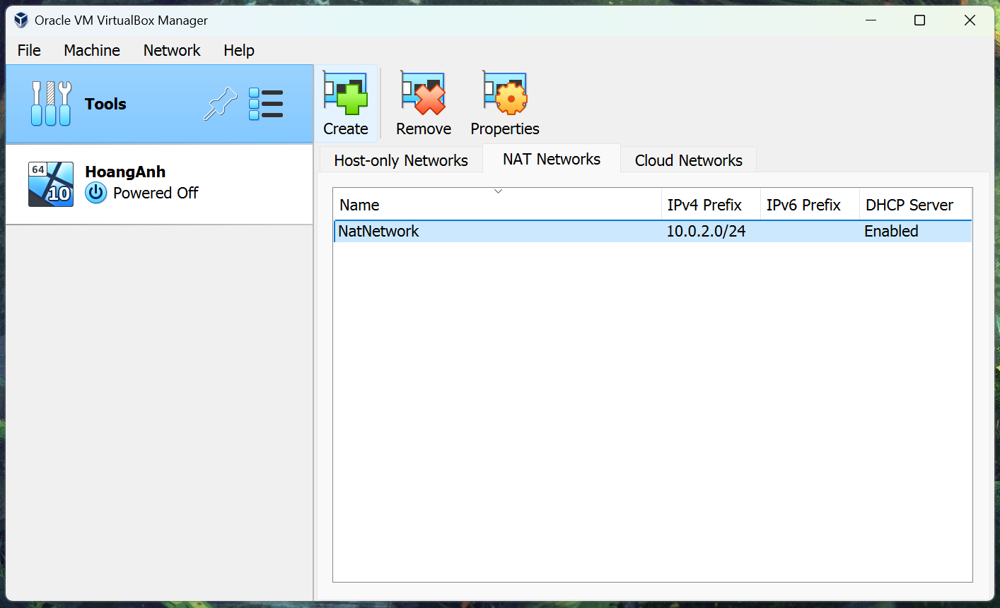 Oracle VM VirtualBox Manager
File Machine Network Help
Tools
Create Remove Properties
64
10
HoangAnh
Powered Off
Host-only Networks NAT Networks Cloud Networks
Name IPv4 Prefix IPv6 Prefix DHCP Server
NatNetwork 10.0.2.0/24 Enabled